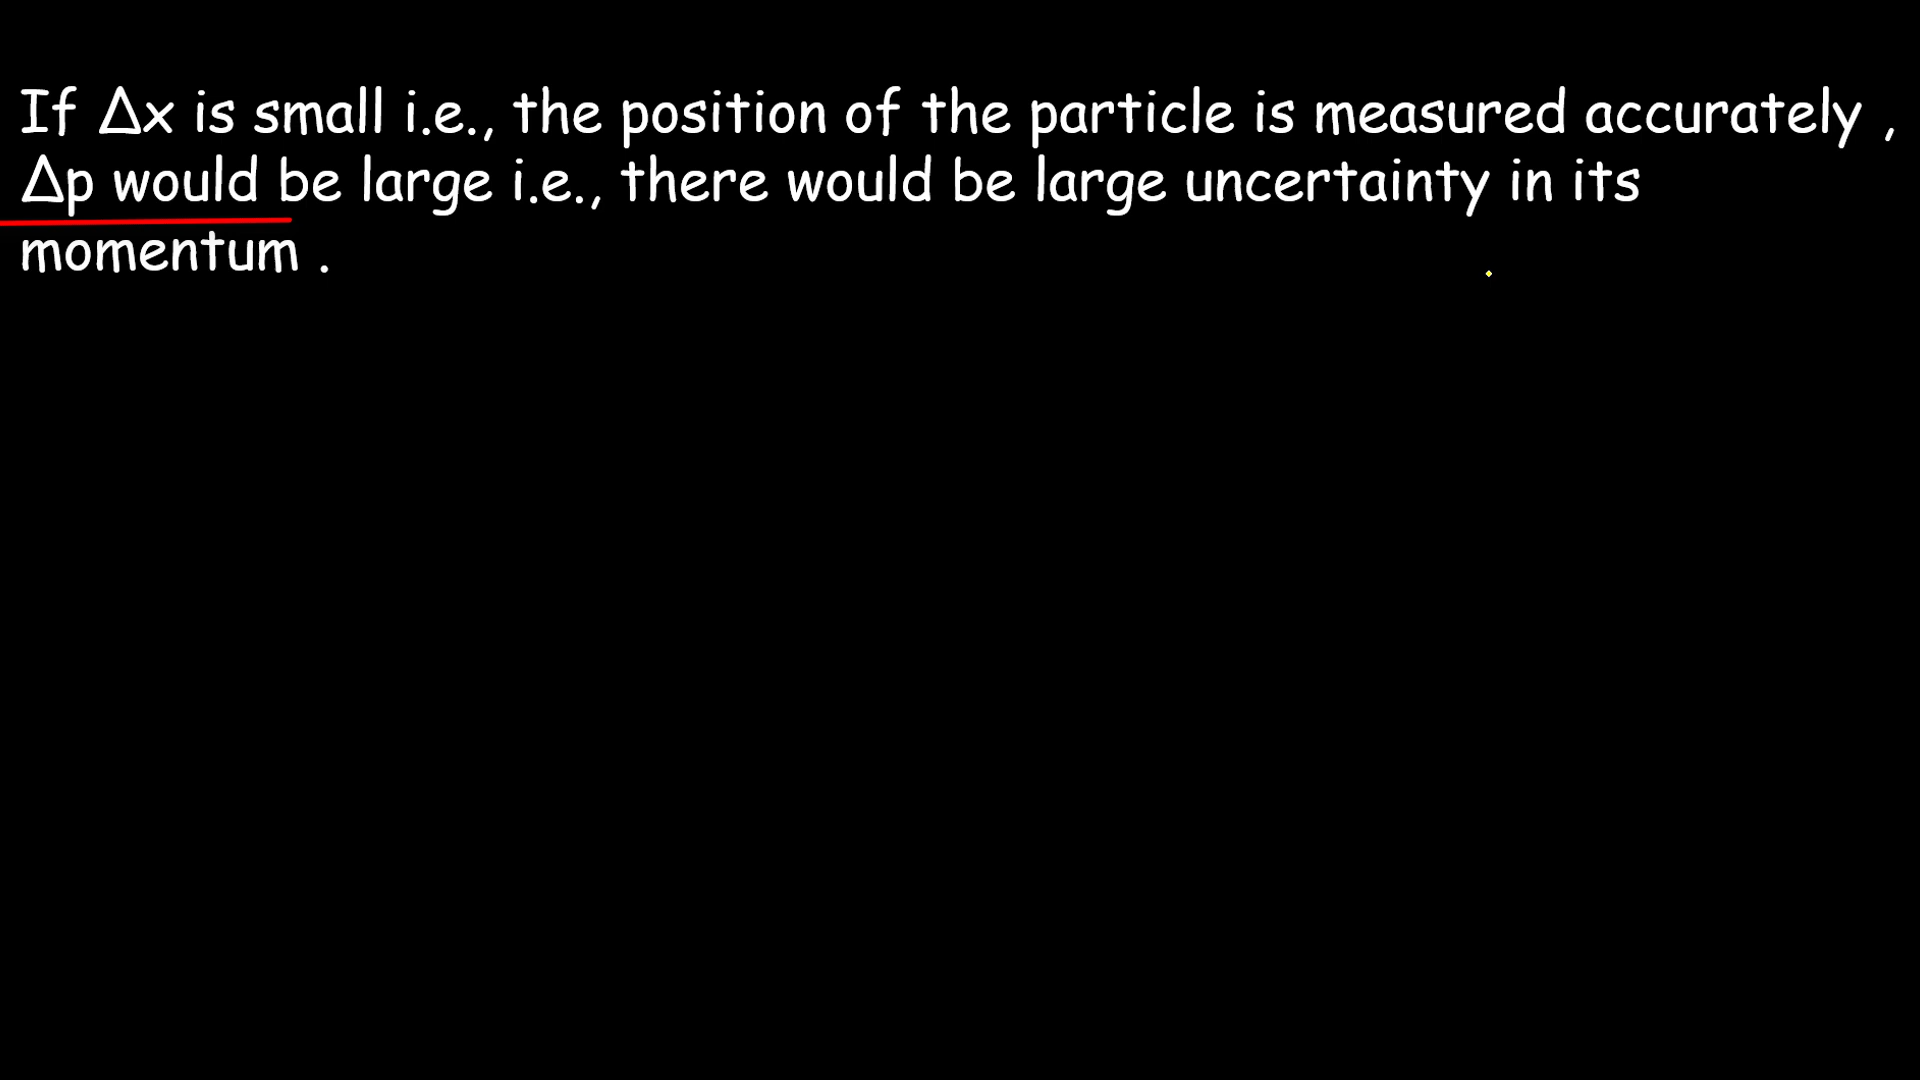 If Δx is small i.e., the position of the particle is measured accurately ,
Δp would be large i.e., there would be large uncertainty in its
momentum .